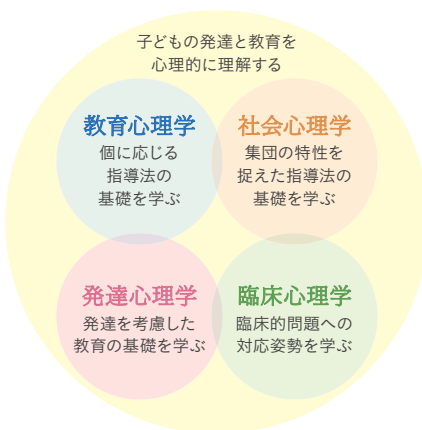 子どもの発達と教育を
心理的に理解する
教育心理学
個に応じる
指導法の
基礎を学ぶ
社会心理学
集団の特性を
捉えた指導法の
基礎を学ぶ
発達心理学
発達を考慮した
教育の基礎を学ぶ
臨床心理学
臨床的問題への
対応姿勢を学ぶ